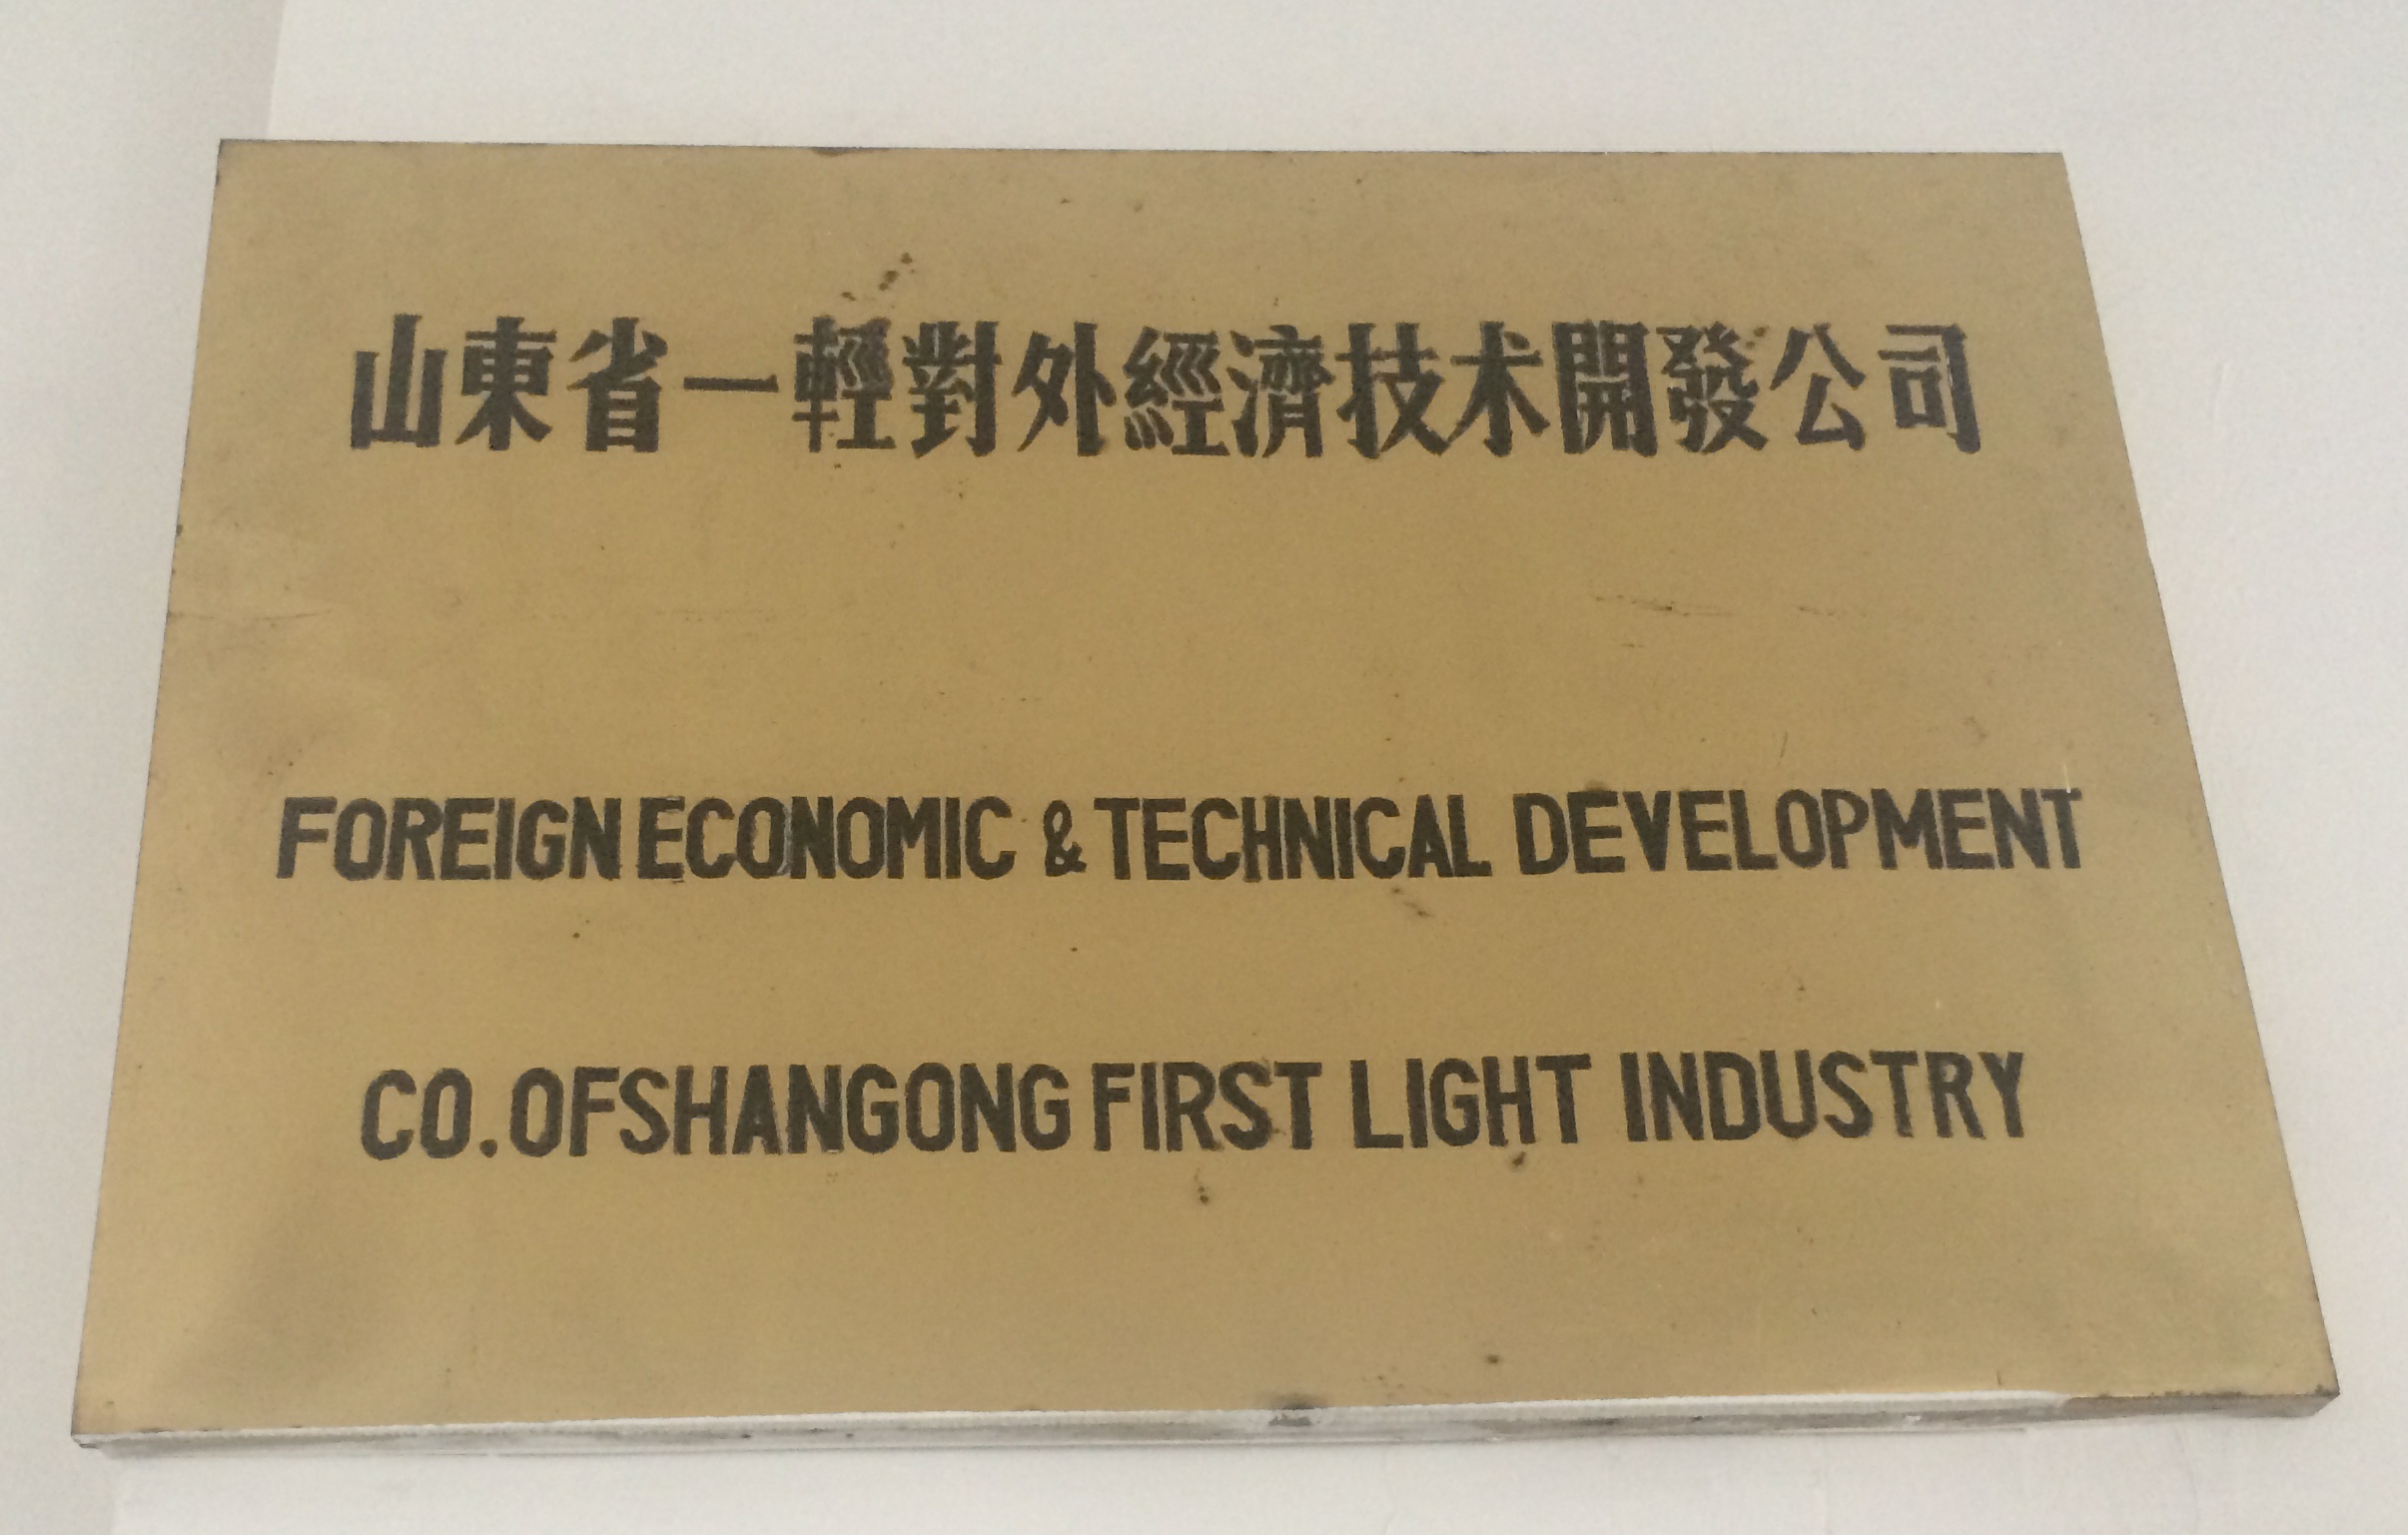 山東省一輕對外經濟技术開發公司
FOREIGN ECONOMIC & TECHNICAL DEVELOPMENT
CO. OFSHANGONG FIRST LIGHT INDUSTRY